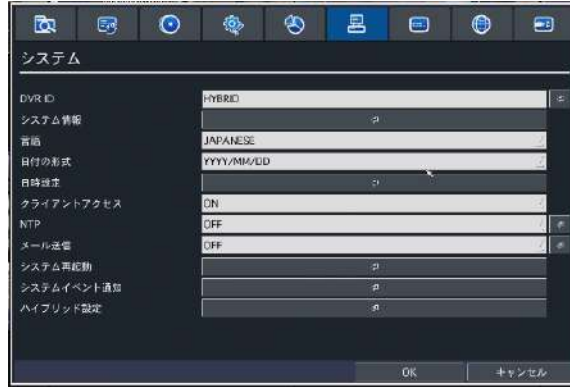 システム
DVR ID HYBRID
システム情報
言語 JAPANESE
日付の形式 YYYY/MM/DD
日時設定
クライアントアクセス ON
NTP OFF
メール送信 OFF
システム再起動
システムイベント通知
ハイブリッド設定
OK キャンセル